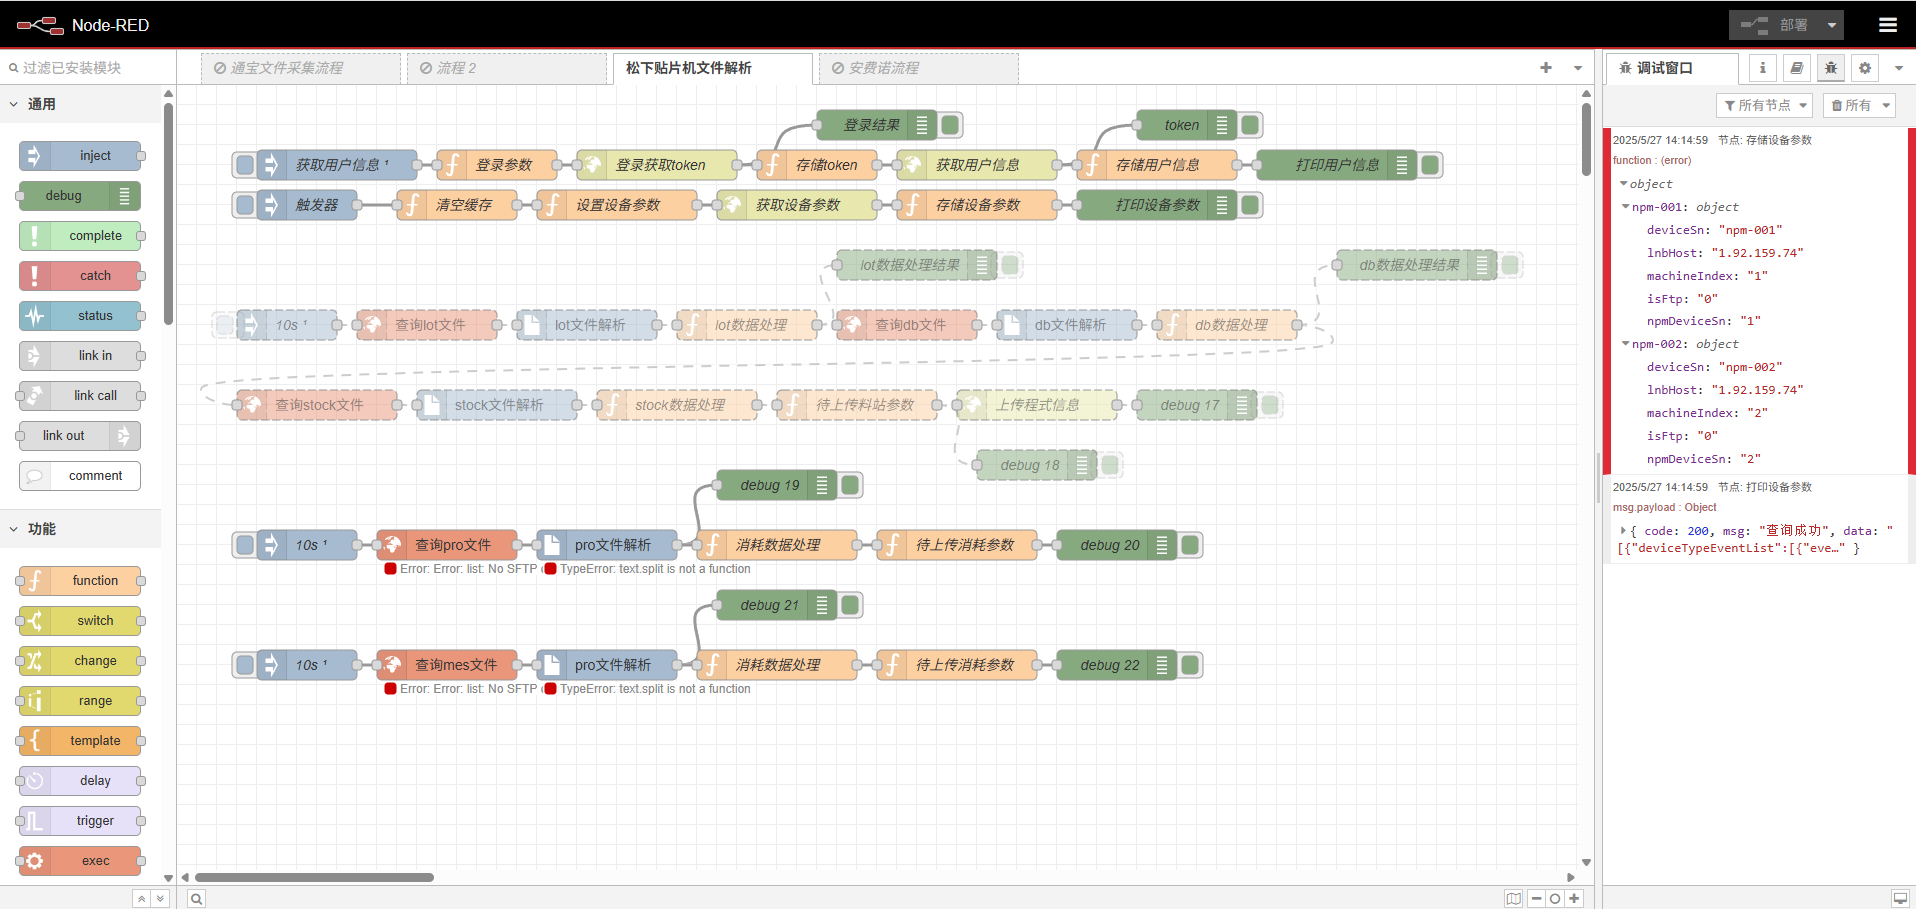 Node-RED
部署
过滤已安装模块
通宝文件采集流程
流程 2
松下贴片机文件解析
安费诺流程
调试窗口
所有节点
所有
通用
inject
debug
complete
catch
status
link in
link call
link out
comment
功能
function
switch
change
range
template
delay
trigger
exec
登录结果
token
获取用户信息 ¹
登录参数
登录获取token
存储token
获取用户信息
存储用户信息
打印用户信息
触发器
清空缓存
设置设备参数
获取设备参数
存储设备参数
打印设备参数
lot数据处理结果
db数据处理结果
10s ¹
查询lot文件
lot文件解析
lot数据处理
查询db文件
db文件解析
db数据处理
查询stock文件
stock文件解析
stock数据处理
待上传料站参数
上传程式信息
debug 17
debug 18
debug 19
10s ¹
查询pro文件
pro文件解析
消耗数据处理
待上传消耗参数
debug 20
Error: Error: list: No SFTP
TypeError: text.split is not a function
debug 21
10s ¹
查询mes文件
pro文件解析
消耗数据处理
待上传消耗参数
debug 22
Error: Error: list: No SFTP
TypeError: text.split is not a function
2025/5/27 14:14:59 节点: 存储设备参数
function : (error)
object
npm-001: object
deviceSn: "npm-001"
lnbHost: "1.92.159.74"
machineIndex: "1"
isFtp: "0"
npmDeviceSn: "1"
npm-002: object
deviceSn: "npm-002"
lnbHost: "1.92.159.74"
machineIndex: "2"
isFtp: "0"
npmDeviceSn: "2"
2025/5/27 14:14:59 节点: 打印设备参数
msg.payload : Object
{ code: 200, msg: "查询成功", data: "
[{"deviceTypeEventList":[{"eve…" }